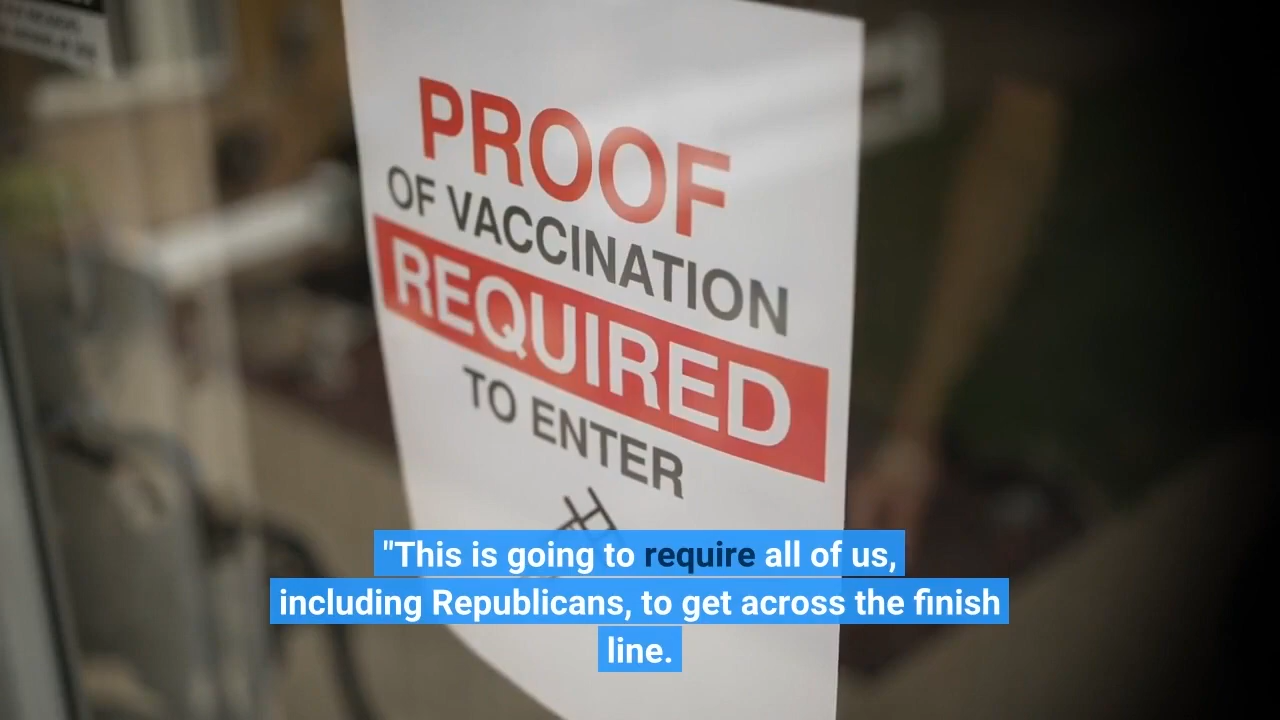 PROOF
OF VACCINATION
REQUIRED
TO ENTER
"This is going to require all of us,
including Republicans, to get across the finish
line.